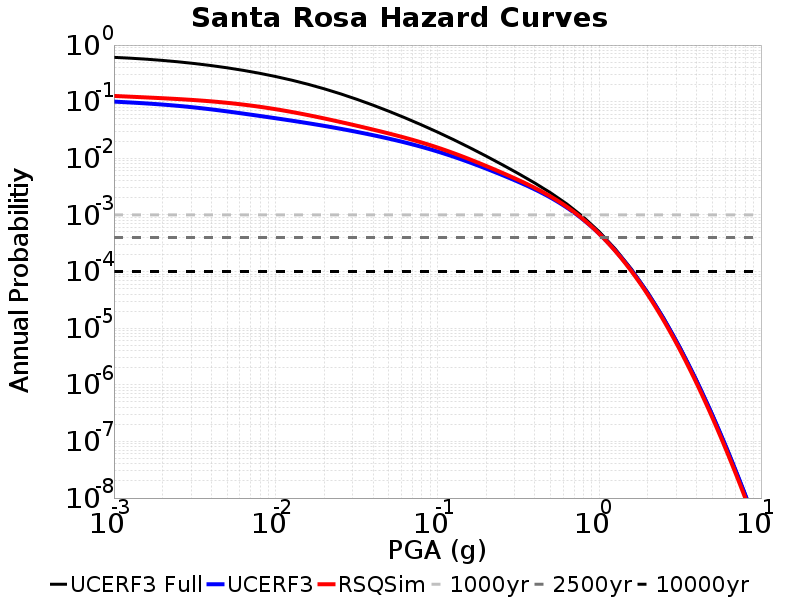 Santa Rosa Hazard Curves
Annual Probabilitiy
10^0
10^-1
10^-2
10^-3
10^-4
10^-5
10^-6
10^-7
10^-8
10^-3 10^-2 10^-1 10^0 10^1
PGA (g)
UCERF3 Full UCERF3 RSQSim 1000yr 2500yr 10000yr